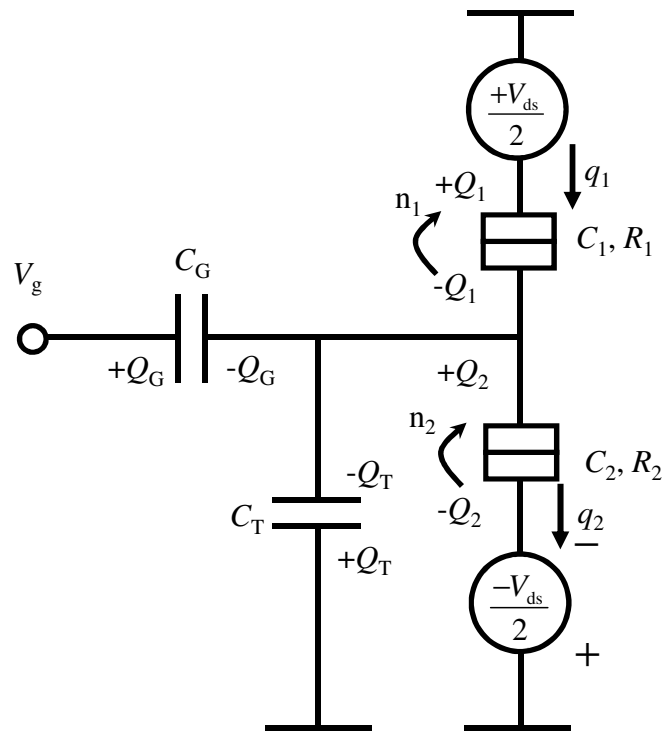 +V_ds
2
q_1
+Q_1
n_1
C_1, R_1
-Q_1
V_g
C_G
+Q_G
-Q_G
+Q_2
n_2
C_2, R_2
-Q_2
q_2
−
-Q_T
C_T
+Q_T
−V_ds
2
+